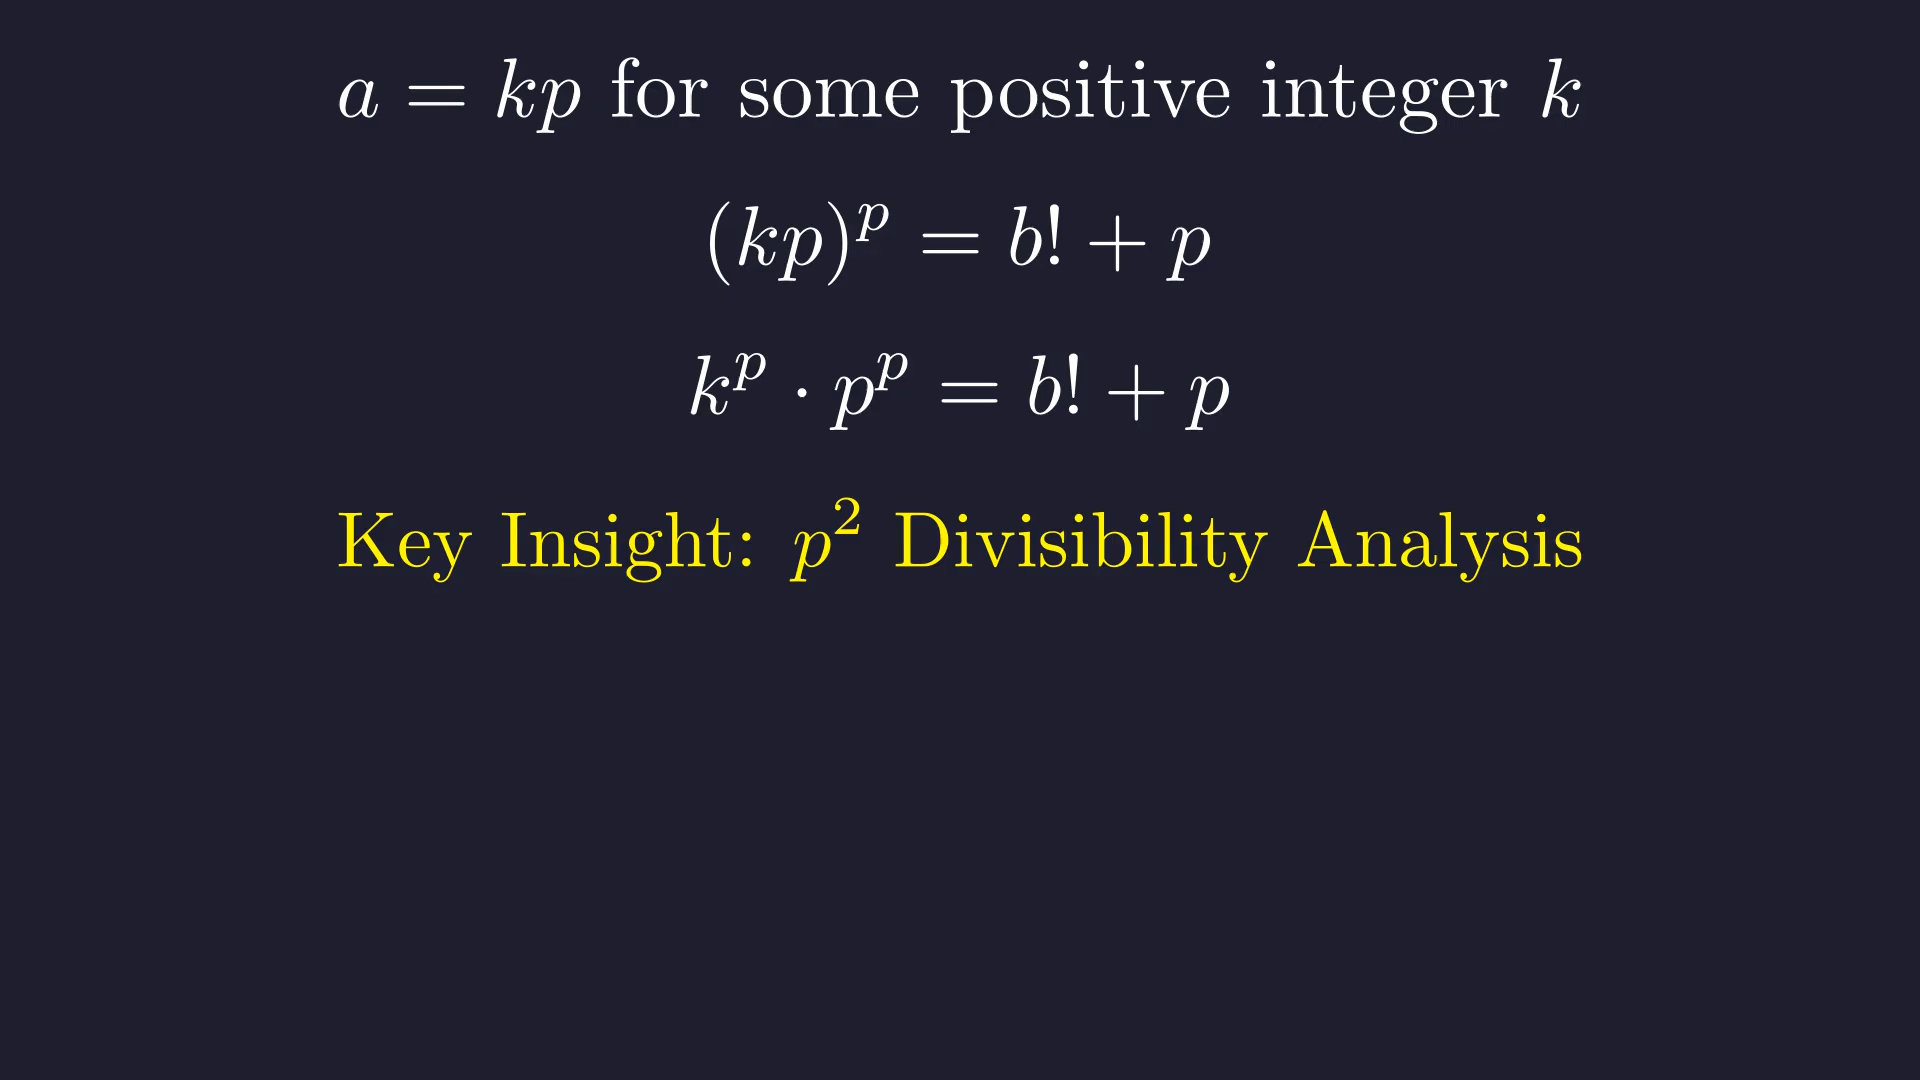 a = kp for some positive integer k
(kp)^p = b! + p
k^p · p^p = b! + p
Key Insight: p^2 Divisibility Analysis